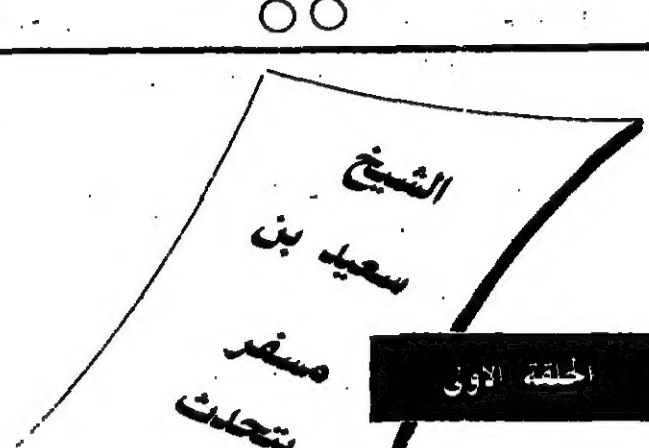 الشيخ
سعيد بن
مسفر
يتحدث
الحلقة الاولى